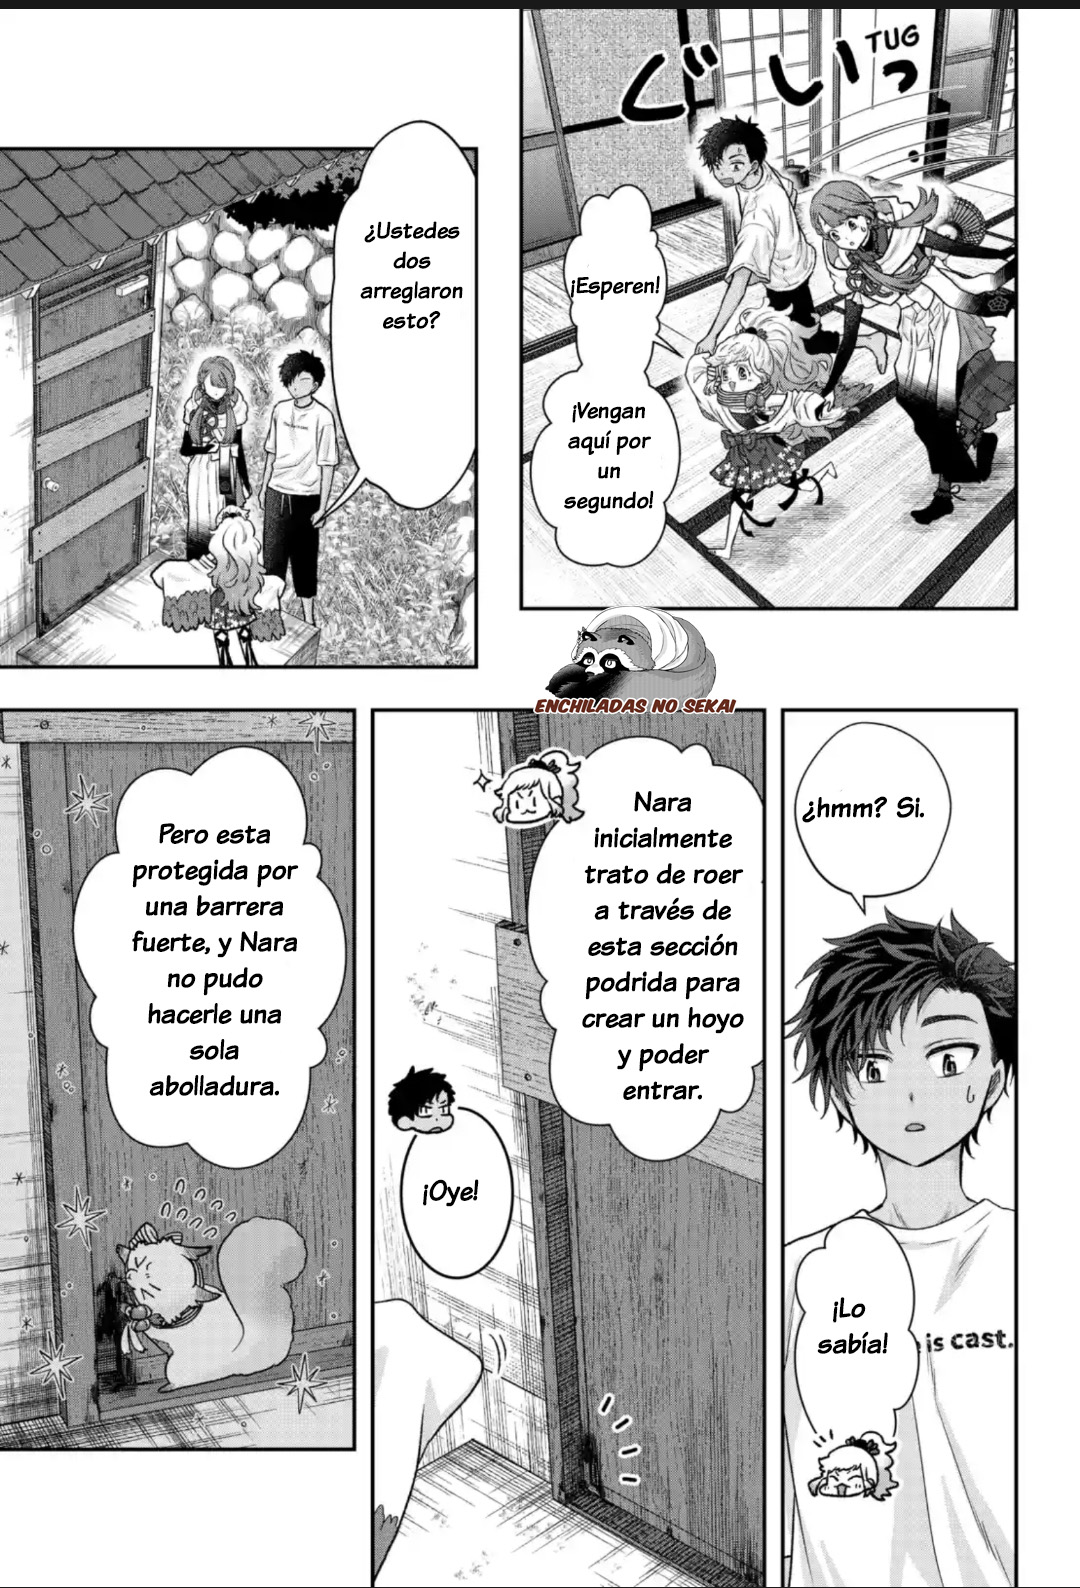 ぐいっ
TUG
¡Esperen!
¡Vengan
aquí por
un
segundo!
¿Ustedes
dos
arreglaron
esto?
ENCHILADAS NO SEKAI
¿hmm? Si.
¡Lo
sabía!
is cast.
Nara
inicialmente
trato de roer
a través de
esta sección
podrida para
crear un hoyo
y poder
entrar.
¡Oye!
Pero esta
protegida por
una barrera
fuerte, y Nara
no pudo
hacerle una
sola
abolladura.